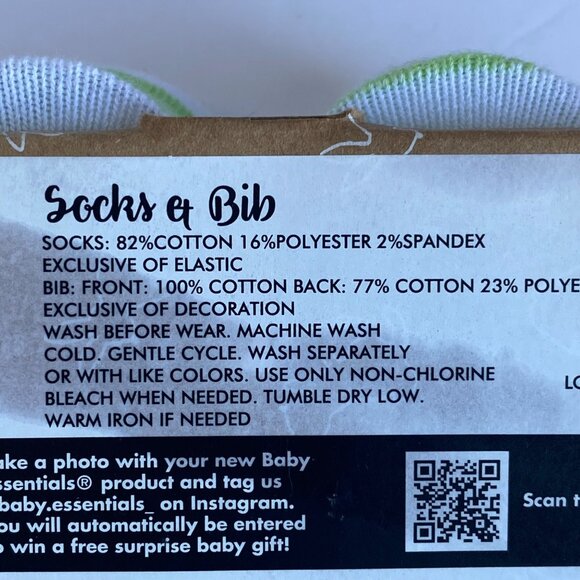 Socks & Bib
SOCKS: 82%COTTON 16%POLYESTER 2%SPANDEX
EXCLUSIVE OF ELASTIC
BIB: FRONT: 100% COTTON BACK: 77% COTTON 23% POLYE
EXCLUSIVE OF DECORATION
WASH BEFORE WEAR. MACHINE WASH
COLD. GENTLE CYCLE. WASH SEPARATELY
OR WITH LIKE COLORS. USE ONLY NON-CHLORINE
BLEACH WHEN NEEDED. TUMBLE DRY LOW.
WARM IRON IF NEEDED
LO
ake a photo with your new Baby
ssentials® product and tag us
baby.essentials_ on Instagram.
ou will automatically be entered
o win a free surprise baby gift!
Scan t